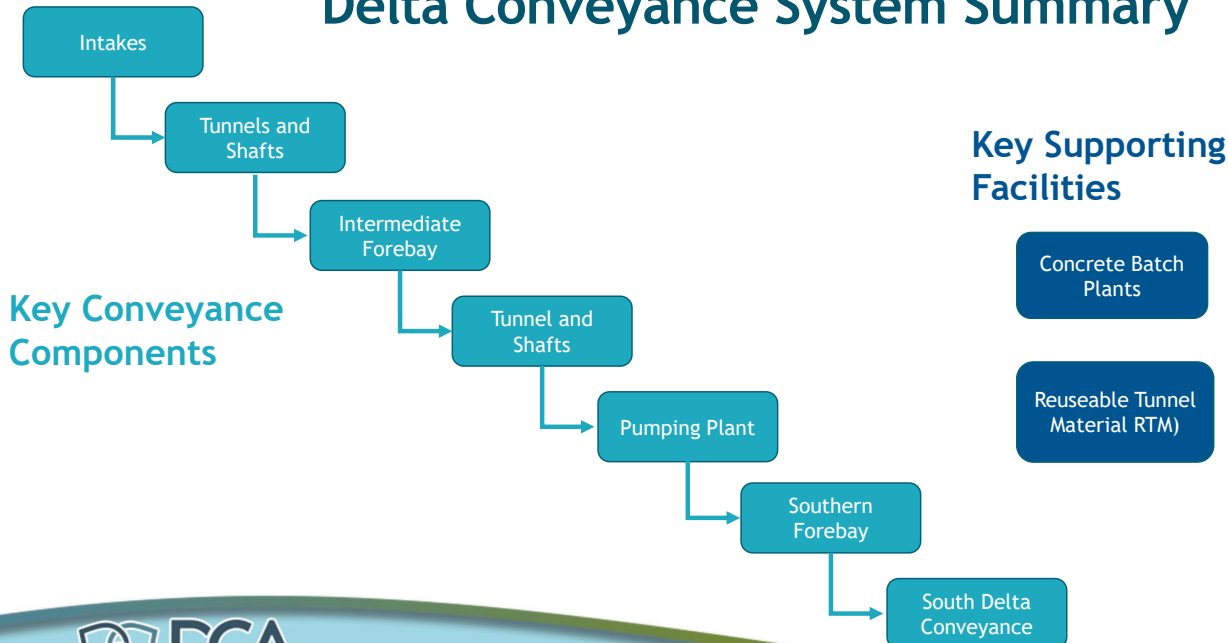 Delta Conveyance System Summary
Intakes
Tunnels and
Shafts
Intermediate
Forebay
Key Conveyance
Components
Tunnel and
Shafts
Pumping Plant
Southern
Forebay
South Delta
Conveyance
Key Supporting
Facilities
Concrete Batch
Plants
Reuseable Tunnel
Material RTM)
DCA